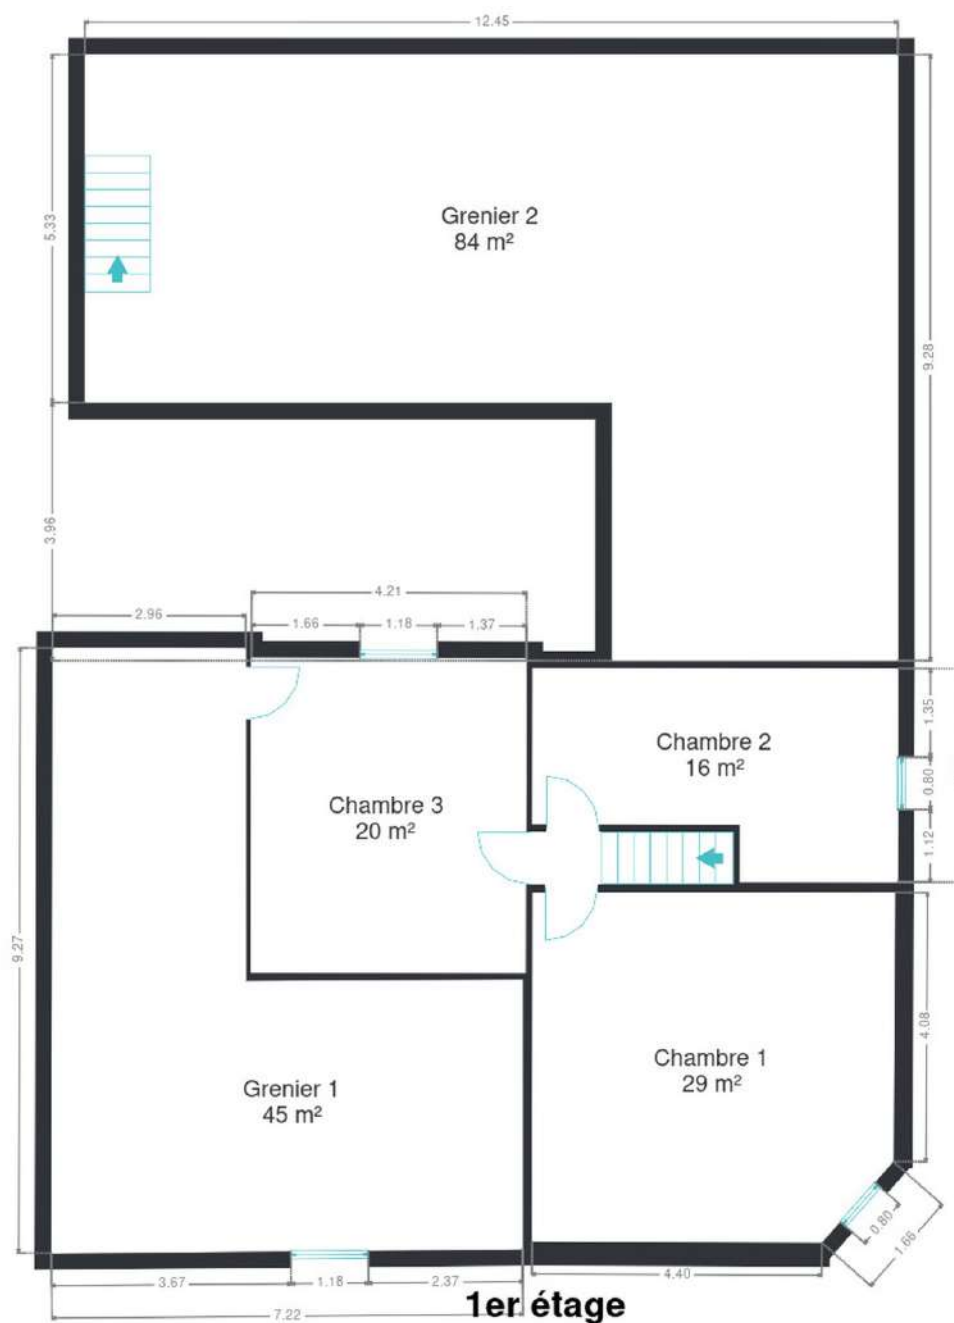 12.45
5.33
Grenier 2
84 m²
9.28
3.96
4.21
2.96
1.66
1.18
1.37
1.35
Chambre 2
16 m²
0.80
Chambre 3
20 m²
1.12
9.27
4.08
Chambre 1
29 m²
Grenier 1
45 m²
0.80
1.66
3.67
1.18
2.37
4.40
7.22
1er étage